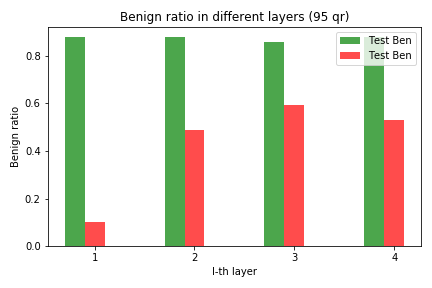 Benign ratio in different layers (95 qr)
Test Ben
Test Ben
Benign ratio
0.8
0.6
0.4
0.2
0.0
1 2 3 4
l-th layer